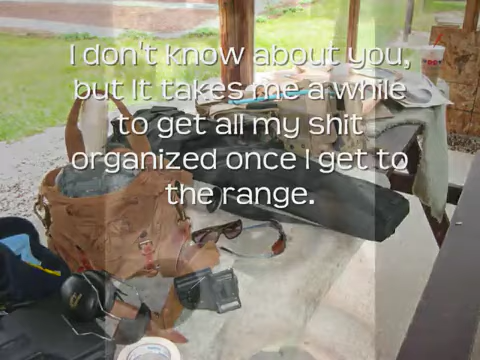 I don't know about you,
but It takes me a while
to get all my shit
organized once I get to
the range.